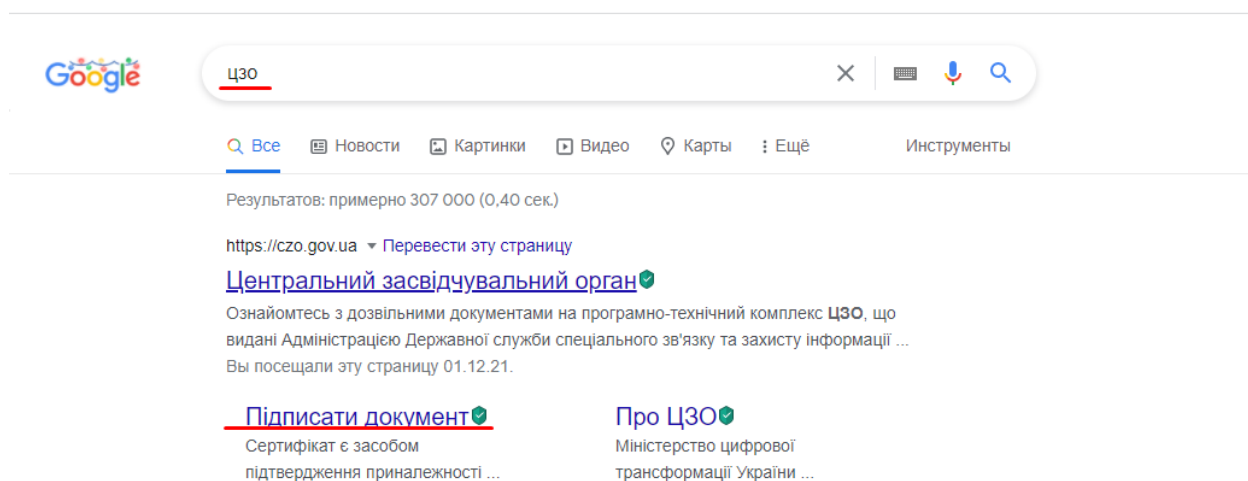 Google
ЦЗО
Все Новости Картинки Видео Карты Ещё Инструменты
Результатов: примерно 307 000 (0,40 сек.)
https://czo.gov.ua Перевести эту страницу
Центральний засвідчувальний орган
Ознайомтесь з дозвільними документами на програмно-технічний комплекс ЦЗО, що
видані Адміністрацією Державної служби спеціального зв'язку та захисту інформації ...
Вы посещали эту страницу 01.12.21.
Підписати документ Про ЦЗО
Сертифікат є засобом Міністерство цифрової
підтвердження приналежності ... трансформації України ...